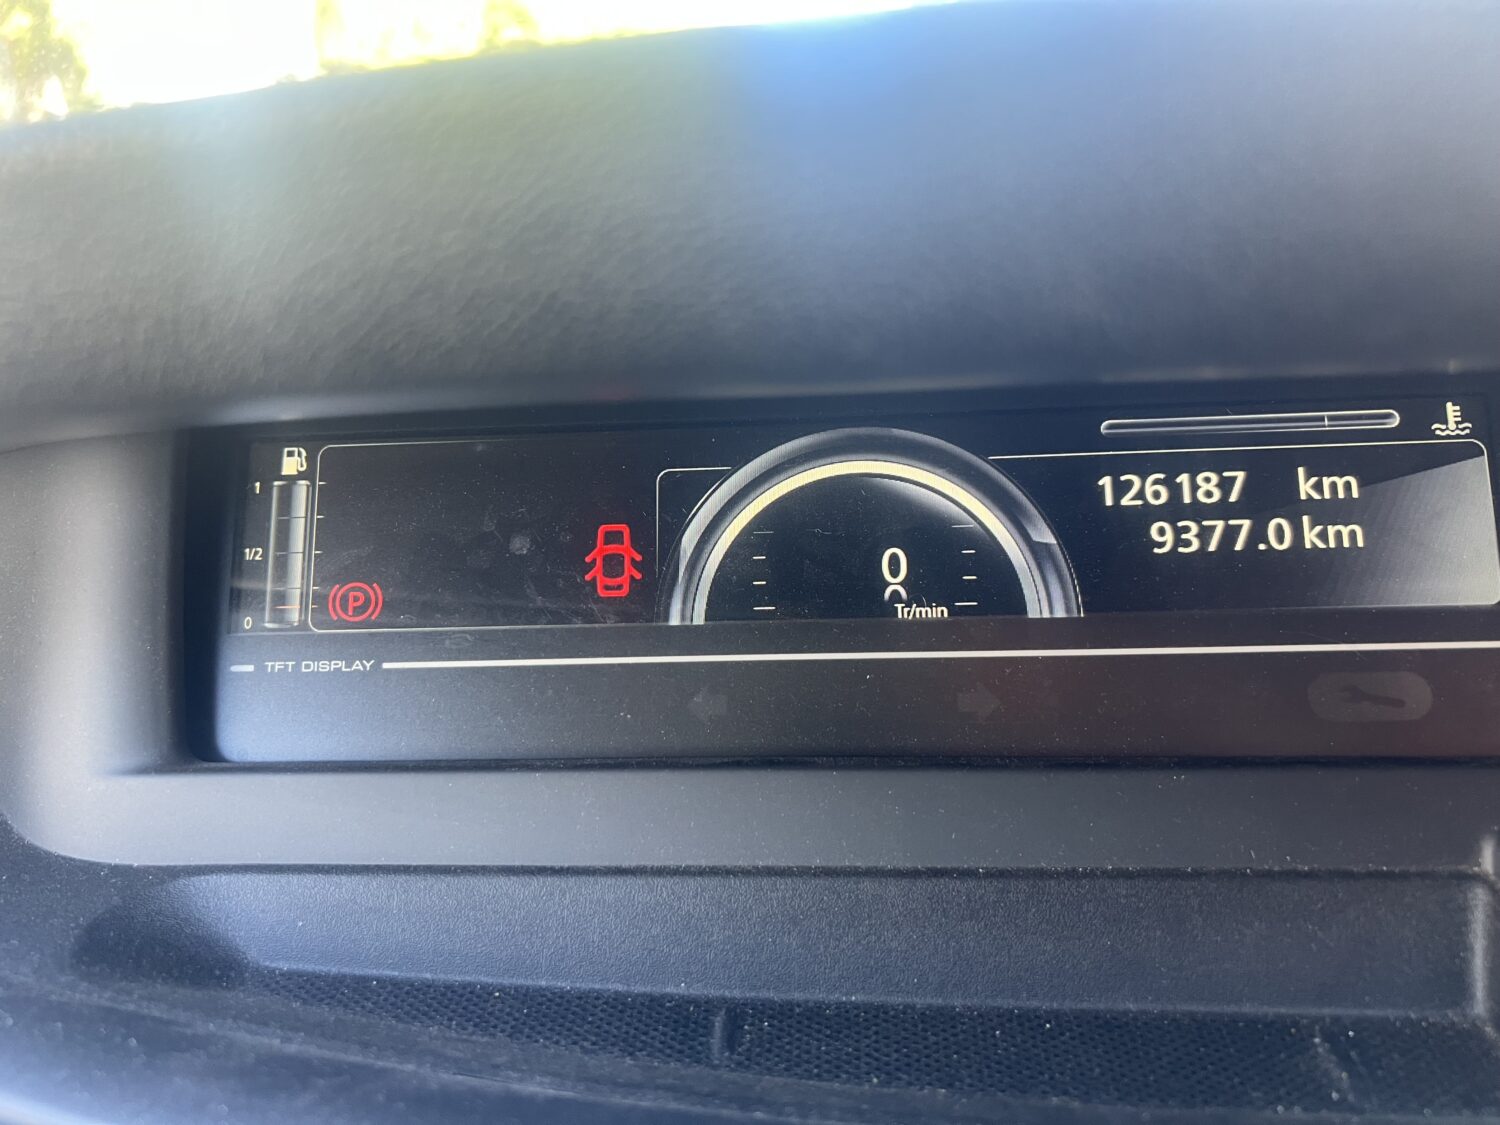 126187 km
1
9377.0 km
1/2
0
P
Tr/min
0
TFT DISPLAY